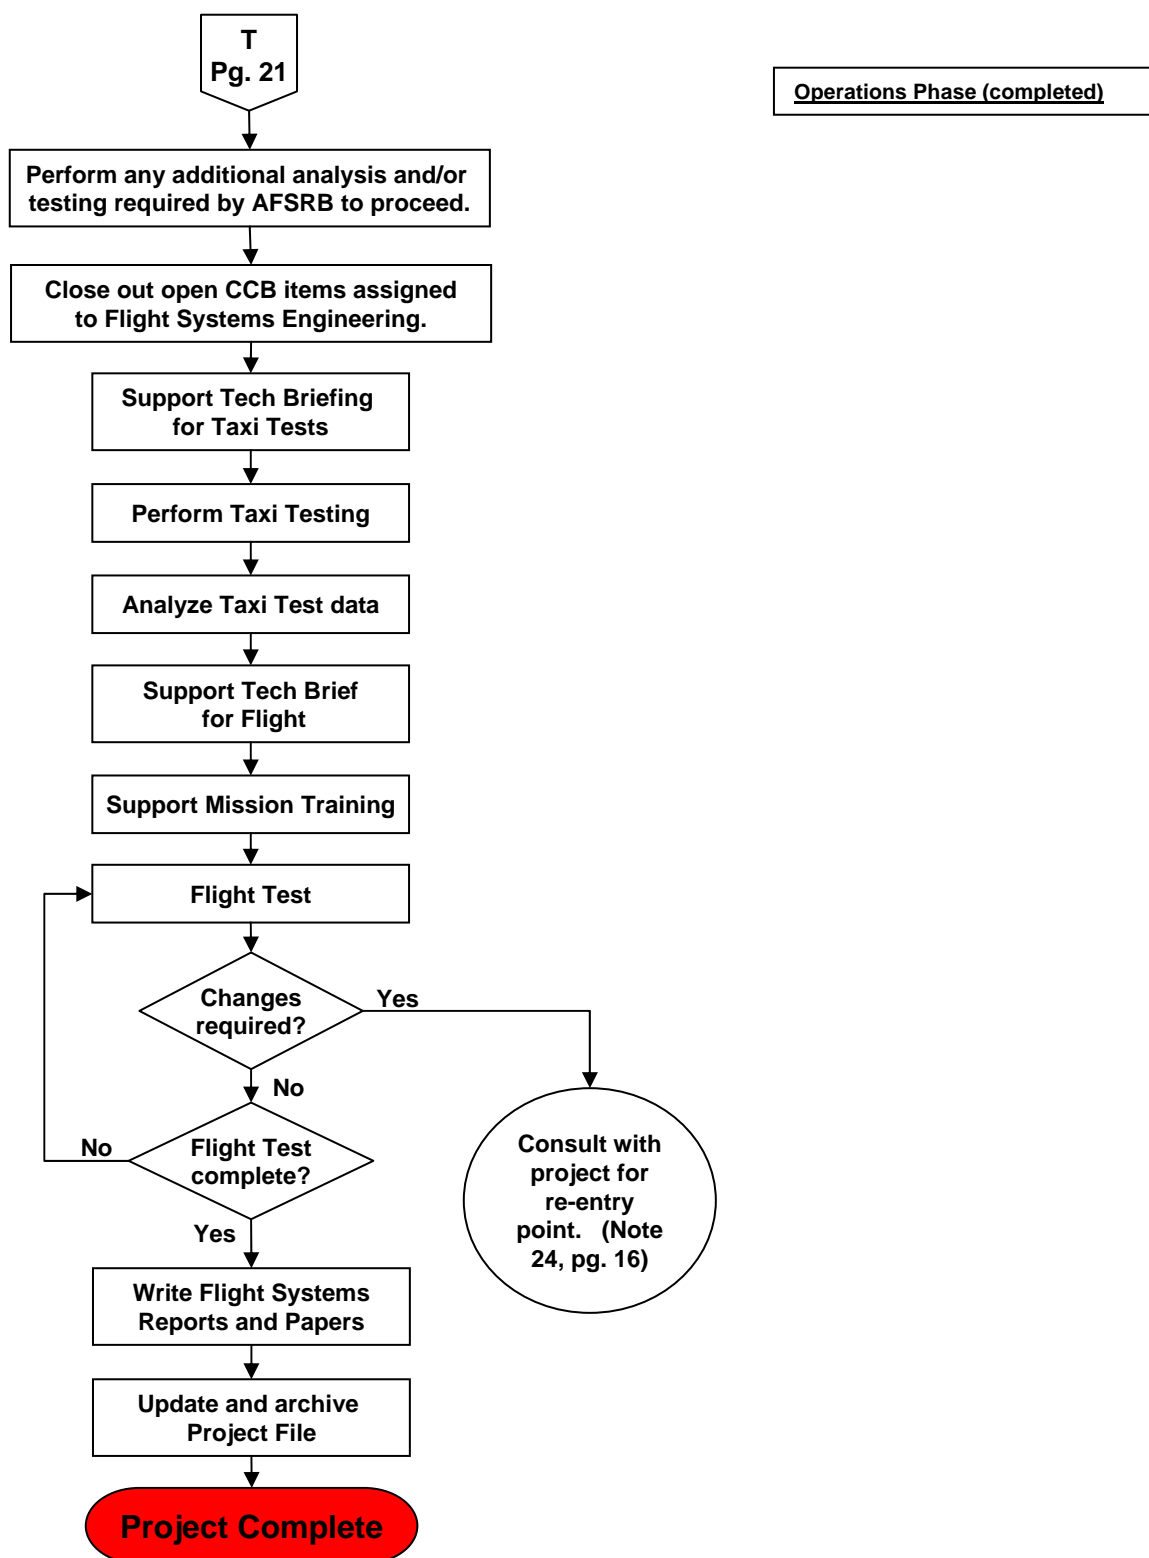 T
Pg. 21
Operations Phase (completed)
Perform any additional analysis and/or
testing required by AFSRB to proceed.
Close out open CCB items assigned
to Flight Systems Engineering.
Support Tech Briefing
for Taxi Tests
Perform Taxi Testing
Analyze Taxi Test data
Support Tech Brief
for Flight
Support Mission Training
Flight Test
Changes
required?
Yes
No
Flight Test
complete?
No
Yes
Consult with
project for
re-entry
point. (Note
24, pg. 16)
Write Flight Systems
Reports and Papers
Update and archive
Project File
Project Complete